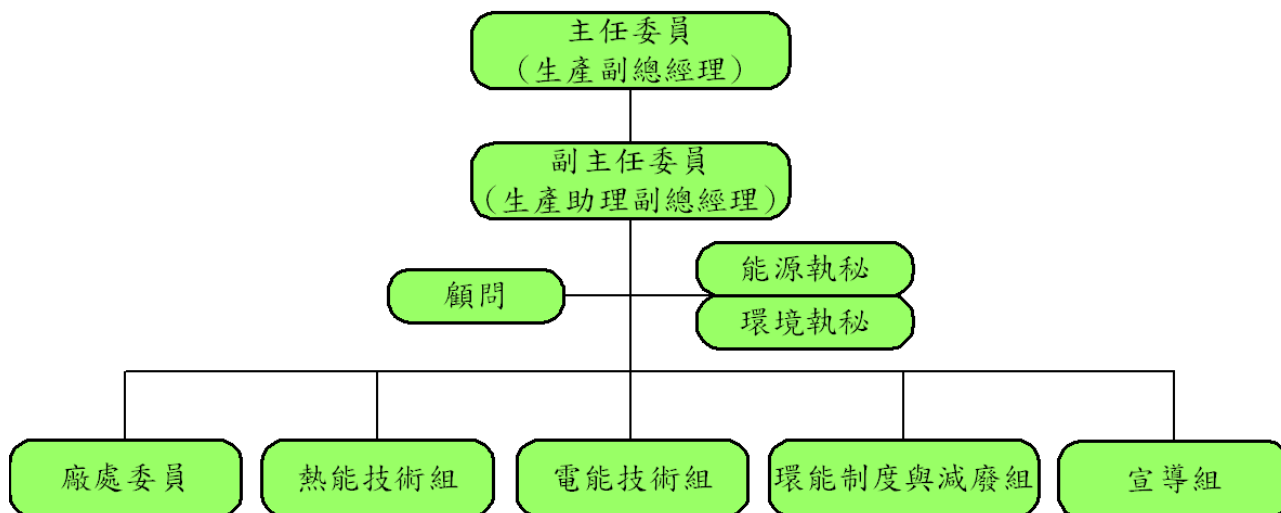 主任委員
（生產副總經理）
副主任委員
（生產助理副總經理）
能源執秘
顧問
環境執秘
廠處委員
熱能技術組
電能技術組
環能制度與減廢組
宣導組